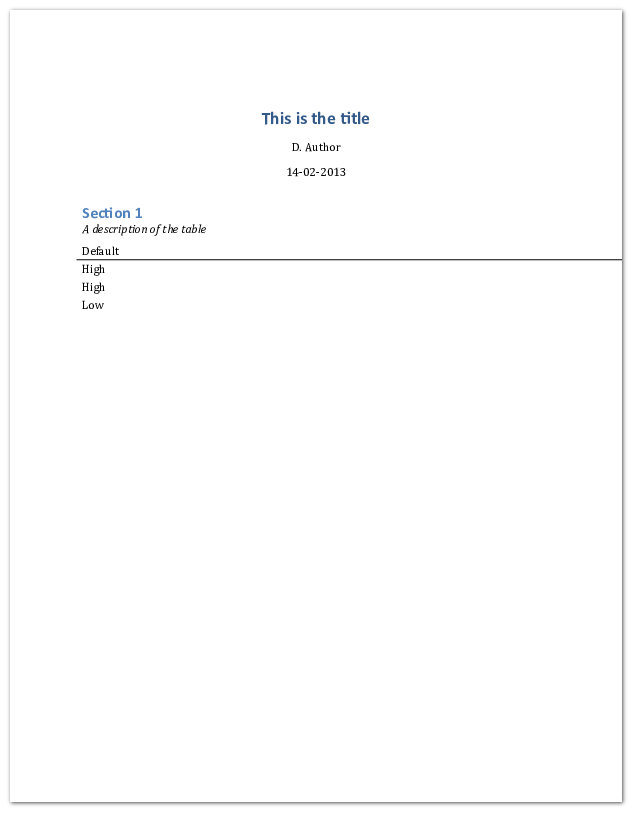 This is the title
D. Author
14-02-2013
Section 1
A description of the table
Default
High
High
Low